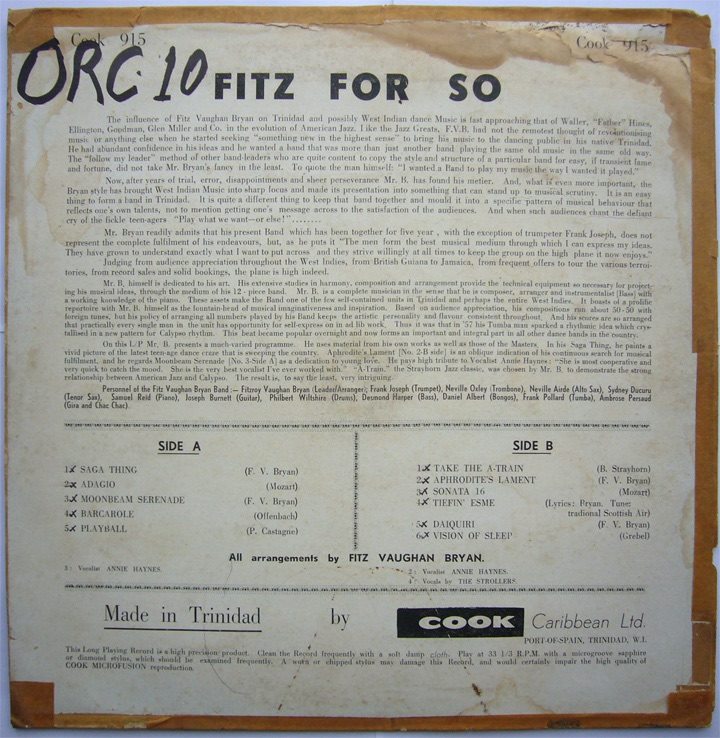 Cook 915
Cook 915
ORC. 10
FITZ FOR SO
The influence of Fitz Vaughan Bryan on Trinidad and possibly West Indian dance Music is fast approaching that of Waller, "Father" Hines,
Ellington, Goodman, Glen Miller and Co. in the evolution of American Jazz. Like the Jazz Greats, F.V.B. had not the remotest thought of revolutionising
music or anything else when he started seeking "something new in the highest sense" to bring his music to the dancing public in his native Trinidad.
He had abundant confidence in his ideas and he wanted a band that was more than just another band playing the same old music in the same old way.
The "follow my leader" method of other band-leaders who are quite content to copy the style and structure of a particular band for easy, if transient fame
and fortune, did not take Mr. Bryan's fancy in the least. To quote the man himself: "I wanted a Band to play my music the way I wanted it played."
Now, after years of trial, error, disappointments and sheer perseverance Mr. B. has found his metier. And, what is even more important, the
Bryan style has brought West Indian Music into sharp focus and made its presentation into something that can stand up to musical scrutiny. It is an easy
thing to form a band in Trinidad. It is quite a different thing to keep that band together and mould it into a specific pattern of musical behaviour that
reflects one's own talents, not to mention getting one's message across to the satisfaction of the audiences. And when such audiences chant the defiant
cry of the fickle teen-agers "Play what we want—or else!"........
Mr. Bryan readily admits that his present Band which has been together for five year , with the exception of trumpeter Frank Joseph, does not
represent the complete fulfilment of his endeavours, but, as he puts it "The men form the best musical medium through which I can express my ideas.
They have grown to understand exactly what I want to put across and they strive willingly at all times to keep the group on the high plane it now enjoys."
Judging from audience appreciation throughout the West Indies, from British Guiana to Jamaica, from frequent offers to tour the various terroi-
tories, from record sales and solid bookings, the plane is high indeed.
Mr. B. himself is dedicated to his art. His extensive studies in harmony, composition and arrangement provide the technical equipment so necessary for project-
ing his musical ideas, through the medium of his 12-piece band. Mr. B. is a complete musician in the sense that he is composer, arranger and instrumentalist [Bass] with
a working knowledge of the piano. These assets make the Band one of the few self-contained units in Trinidad and perhaps the entire West Indies. It boasts of a prolific
repertoire with Mr. B. himself as the fountain-head of musical imaginativeness and inspiration. Based on audience appreciation, his compositions run about 50-50 with
foreign tunes, but his policy of arranging all numbers played by his Band keeps the artistic personality and flavour consistent throughout. And his scores are so arranged
that practically every single man in the unit has opportunity for self-express on in ad lib work. Thus it was that in '57 his Tumba man sparked a rhythmic idea which crys-
tallised in a new pattern for Calypso rhythm. This beat became popular overnight and now forms an important and integral part in all other dance bands in the country.
On this L/P Mr. B. presents a much-varied programme. He uses material from his own works as well as those of the Masters. In his Saga Thing, he paints a
vivid picture of the latest teen-age dance craze that is sweeping the country. Aphrodite's Lament (No. 2-B side) is an oblique indication of his continuous search for musical
fulfilment, and he regards Moonbeam Serenade [No. 3-Side A] as a dedication to young love. He pays high tribute to Vocalist Annie Haynes: "She is most cooperative and
very quick to catch the mood. She is the very best vocalist I've ever worked with." "A-Train," the Strayhorn Jazz classic, was chosen by Mr. B. to demonstrate the strong
relationship between American Jazz and Calypso. The result is, to say the least, very intriguing.
Personnel of the Fitz Vaughan Bryan Band :— Fitzroy Vaughan Bryan (Leader/Arranger), Frank Joseph (Trumpet), Neville Oxley (Trombone), Neville Airde (Alto Sax), Sydney Ducuru
(Tenor Sax), Samuel Reid (Piano), Joseph Burnett (Guitar), Philbert Wiltshire (Drums), Desmond Harper (Bass), Daniel Albert (Bongos), Frank Pollard (Tumba), Ambrose Persaud
(Gira and Chac Chac).
SIDE A
1 SAGA THING (F. V. Bryan)
2 ADAGIO (Mozart)
3 MOONBEAM SERENADE (F. V. Bryan)
4 BARCAROLE (Offenbach)
5 PLAYBALL (P. Castagne)
SIDE B
1 TAKE THE A-TRAIN (B. Strayhorn)
2 APHRODITE'S LAMENT (F. V. Bryan)
3 SONATA 16 (Mozart)
4 TIEFIN' ESME (Lyrics: Bryan. Tune:
tradional Scottish Air)
5 DAIQUIRI (F. V. Bryan)
6 VISION OF SLEEP (Grebel)
All arrangements by FITZ VAUGHAN BRYAN.
3 : Vocalist ANNIE HAYNES.
2 : Vocalist ANNIE HAYNES.
4 : Vocals by THE STROLLERS.
Made in Trinidad by COOK Caribbean Ltd.
PORT-OF-SPAIN, TRINIDAD, W.I.
This Long Playing Record is a high precision product. Clean the Record frequently with a soft damp cloth. Play at 33 1/3 R.P.M. with a microgroove sapphire
or diamond stylus, which should be examined frequently. A worn or chipped stylus may damage this Record, and would certainly impair the high quality of
COOK MICROFUSION reproduction.